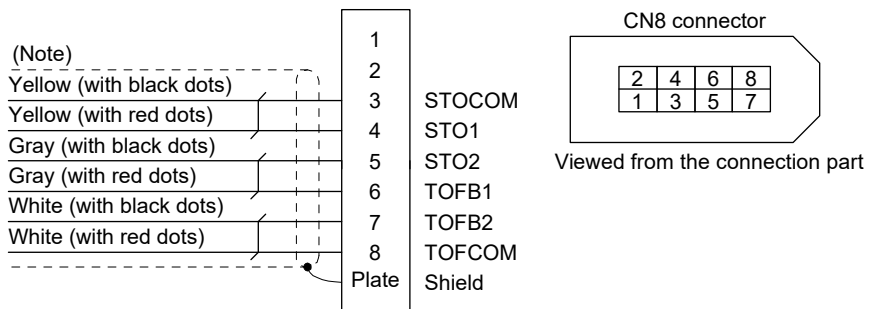 CN8 connector
(Note)
1
2
Yellow (with black dots)
3 STOCOM
Yellow (with red dots)
4 STO1
Gray (with black dots)
5 STO2
Gray (with red dots)
6 TOFB1
White (with black dots)
7 TOFB2
White (with red dots)
8 TOFCOM
Plate Shield
2 4 6 8
1 3 5 7
Viewed from the connection part